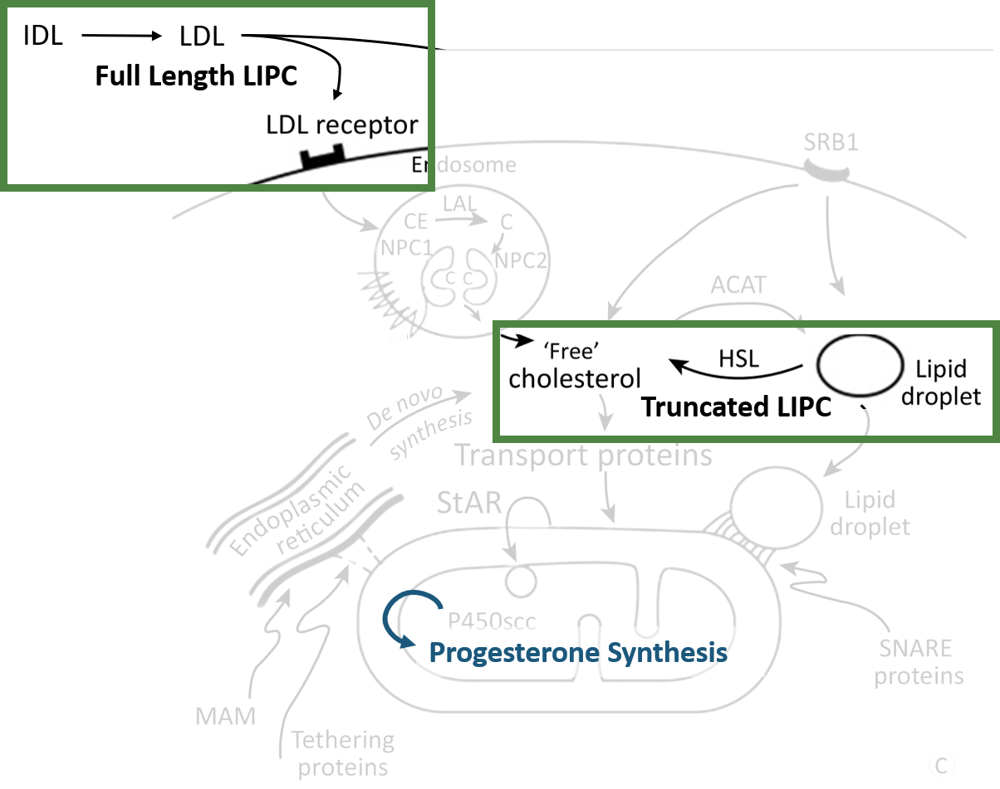 IDL
LDL
Full Length LIPC
LDL receptor
SRB1
Endosome
LAL
CE
C
NPC1
NPC2
C C
ACAT
‘Free’
cholesterol
HSL
Lipid
droplet
Truncated LIPC
De novo
synthesis
Transport proteins
Endoplasmic
reticulum
StAR
Lipid
droplet
P450scc
Progesterone Synthesis
SNARE
proteins
MAM
Tethering
proteins
C